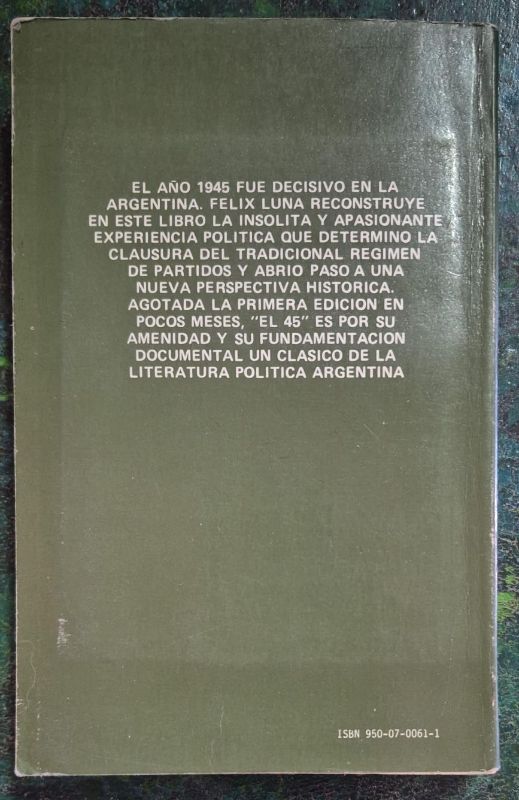 EL AÑO 1945 FUE DECISIVO EN LA
ARGENTINA. FELIX LUNA RECONSTRUYE
EN ESTE LIBRO LA INSOLITA Y APASIONANTE
EXPERIENCIA POLITICA QUE DETERMINO LA
CLAUSURA DEL TRADICIONAL REGIMEN
DE PARTIDOS Y ABRIO PASO A UNA
NUEVA PERSPECTIVA HISTORICA.
AGOTADA LA PRIMERA EDICION EN
POCOS MESES, "EL 45" ES POR SU
AMENIDAD Y SU FUNDAMENTACION
DOCUMENTAL UN CLASICO DE LA
LITERATURA POLITICA ARGENTINA
ISBN 950-07-0061-1